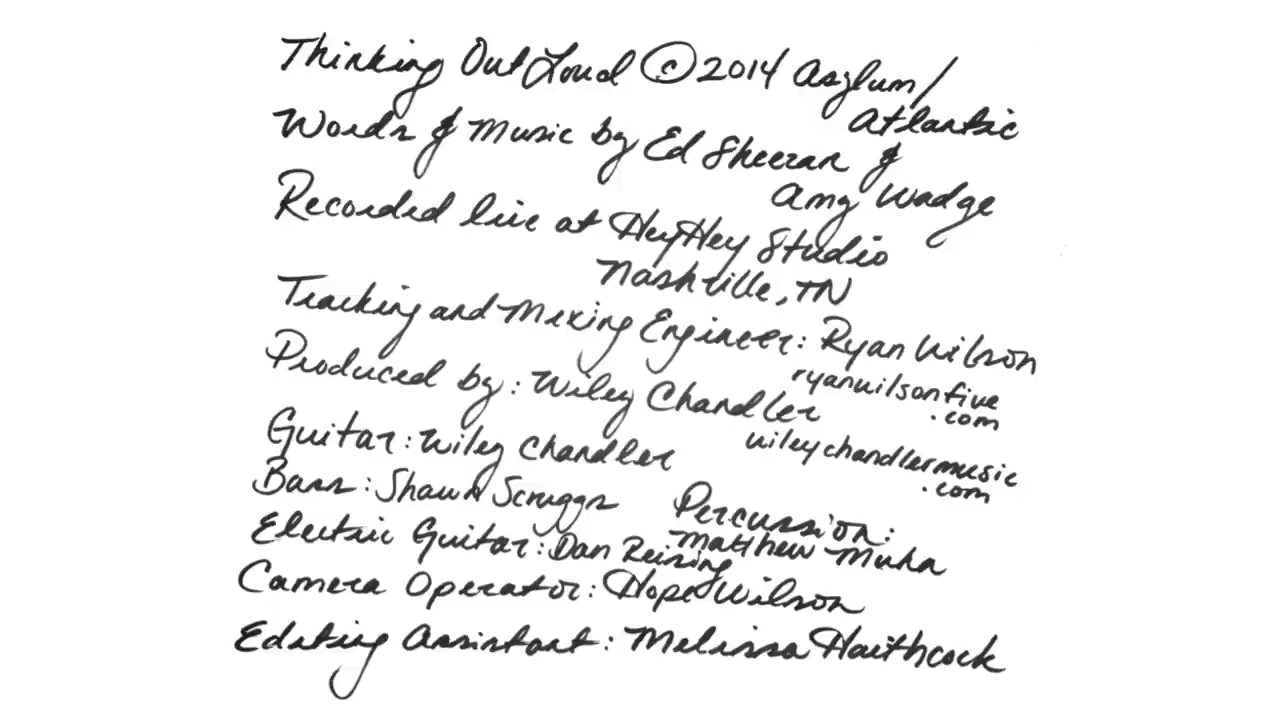 Thinking Out Loud © 2014 Asylum/
Atlantic
Words & Music by Ed Sheeran &
Amy Wadge
Recorded live at HeyHey Studio
Nashville, TN
Tracking and Mixing Engineer: Ryan Wilson
ryanwilsonfive
.com
Produced by: Wiley Chandler
wileychandlermusic
.com
Guitar: Wiley Chandler
Bass: Shawn Scruggs
Percussion:
Matthew Muha
Electric Guitar: Dan Reising
Camera Operator: Hope Wilson
Editing Assistant: Melissa Haithcock